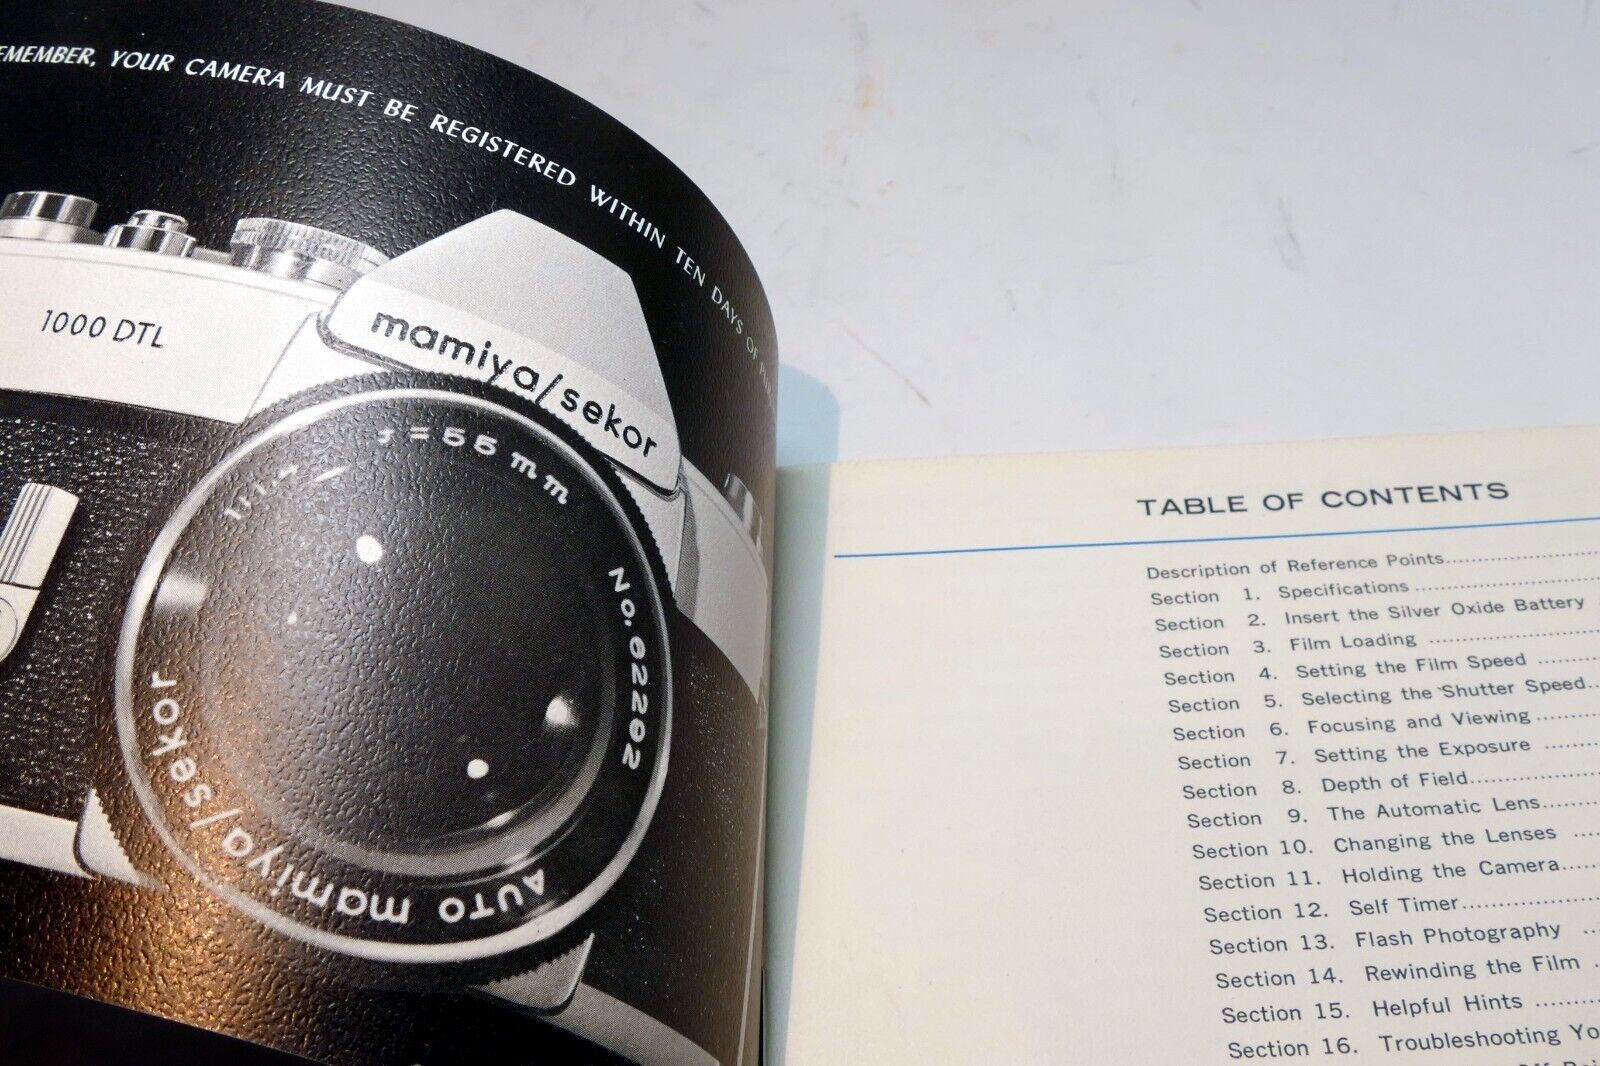 REMEMBER, YOUR CAMERA MUST BE REGISTERED WITHIN TEN DAYS OF
1000 DTL
mamiya/sekor
f=55mm
No.62202
AUTO mamiya/sekor
TABLE OF CONTENTS
Description of Reference Points
Section 1. Specifications
Section 2. Insert the Silver Oxide Battery
Section 3. Film Loading
Section 4. Setting the Film Speed
Section 5. Selecting the Shutter Speed
Section 6. Focusing and Viewing
Section 7. Setting the Exposure
Section 8. Depth of Field
Section 9. The Automatic Lens
Section 10. Changing the Lenses
Section 11. Holding the Camera
Section 12. Self Timer
Section 13. Flash Photography
Section 14. Rewinding the Film
Section 15. Helpful Hints
Section 16. Troubleshooting